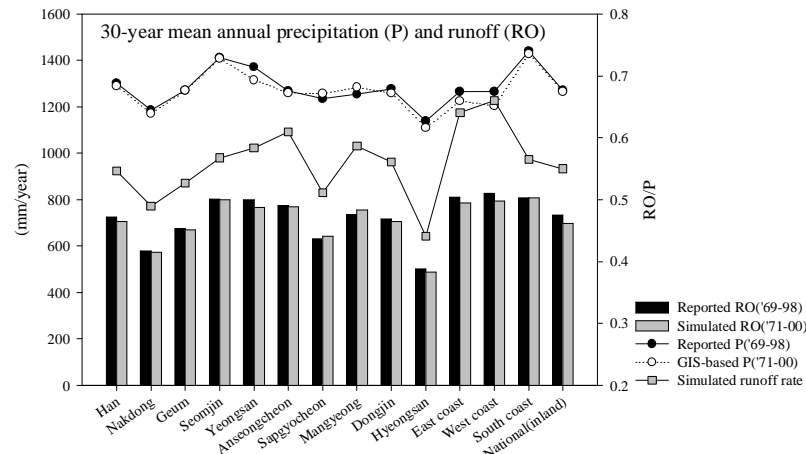 30-year mean annual precipitation (P) and runoff (RO)
1600
1400
1200
1000
800
600
400
200
0
(mm/year)
0.8
0.7
0.6
0.5
0.4
0.3
0.2
RO/P
Han
Nakdong
Geum
Seomjin
Yeongsan
Anseongcheon
Sapgyocheon
Mangyeong
Dongjin
Hyeongsan
East coast
West coast
South coast
National(inland)
Reported RO('69-98)
Simulated RO('71-00)
Reported P('69-98)
GIS-based P('71-00)
Simulated runoff rate